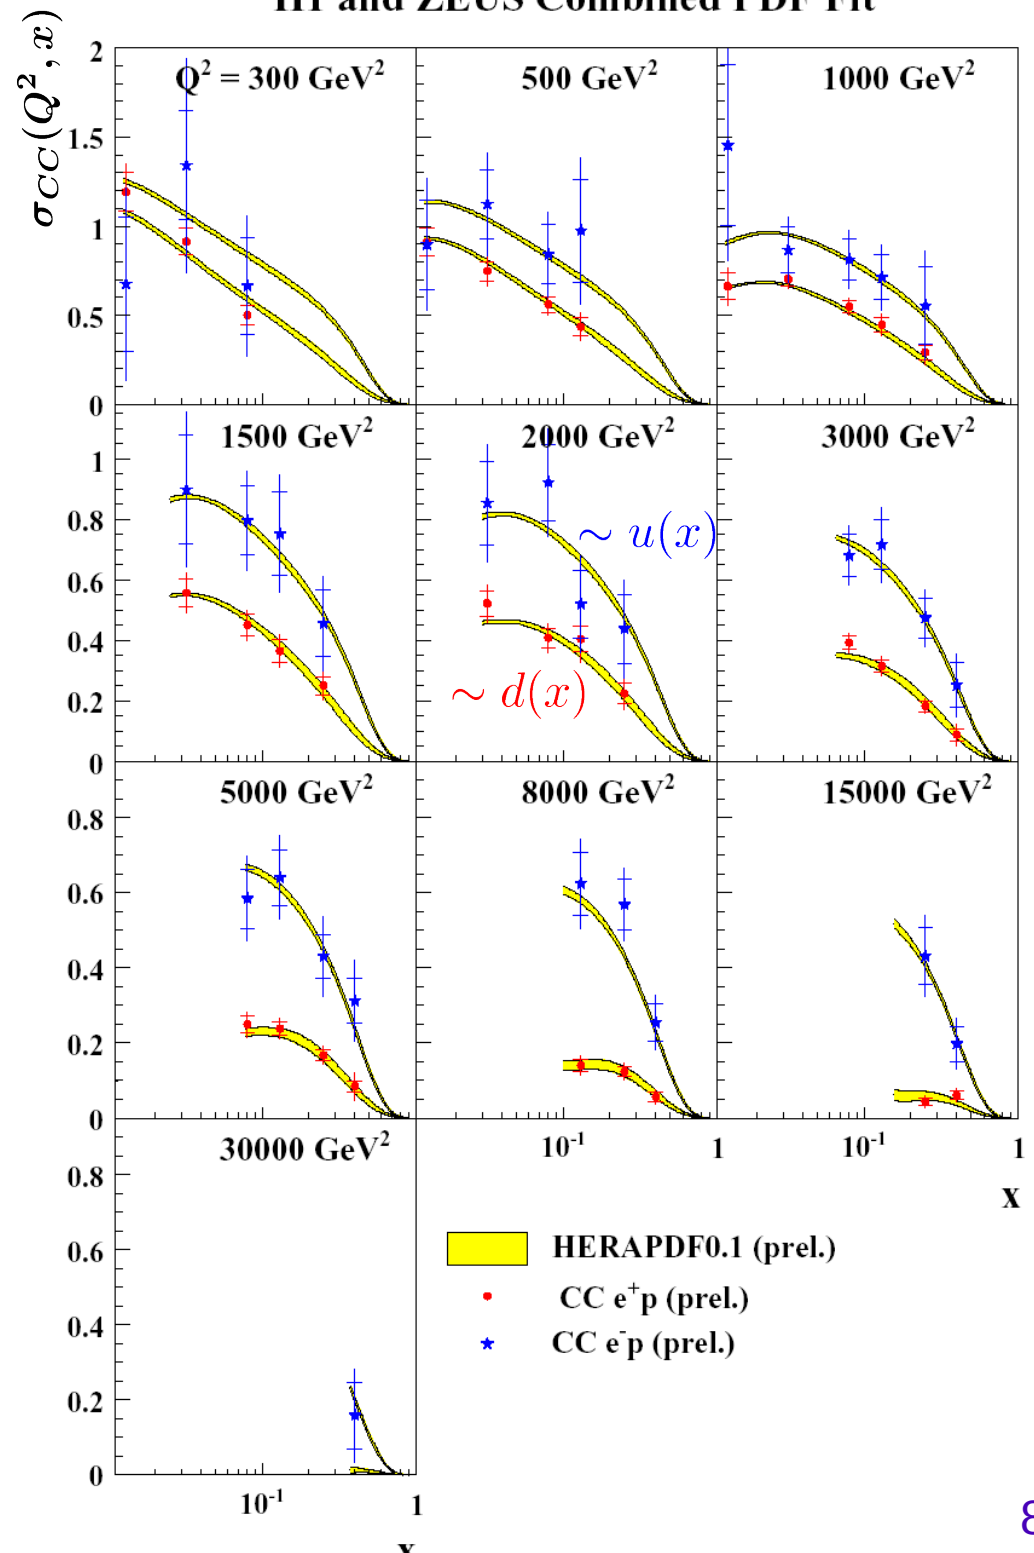 H1 and ZEUS Combined PDF Fit
σ_CC(Q², x)
Q² = 300 GeV²
500 GeV²
1000 GeV²
2
1.5
1
0.5
0
1500 GeV²
2000 GeV²
3000 GeV²
1
0.8
0.6
0.4
0.2
0
~ u(x)
~ d(x)
5000 GeV²
8000 GeV²
15000 GeV²
0.8
0.6
0.4
0.2
0
30000 GeV²
10⁻¹ 1
10⁻¹ 1
x
0.8
0.6
0.4
0.2
0
HERAPDF0.1 (prel.)
CC e⁺p (prel.)
CC e⁻p (prel.)
10⁻¹ 1
x
8